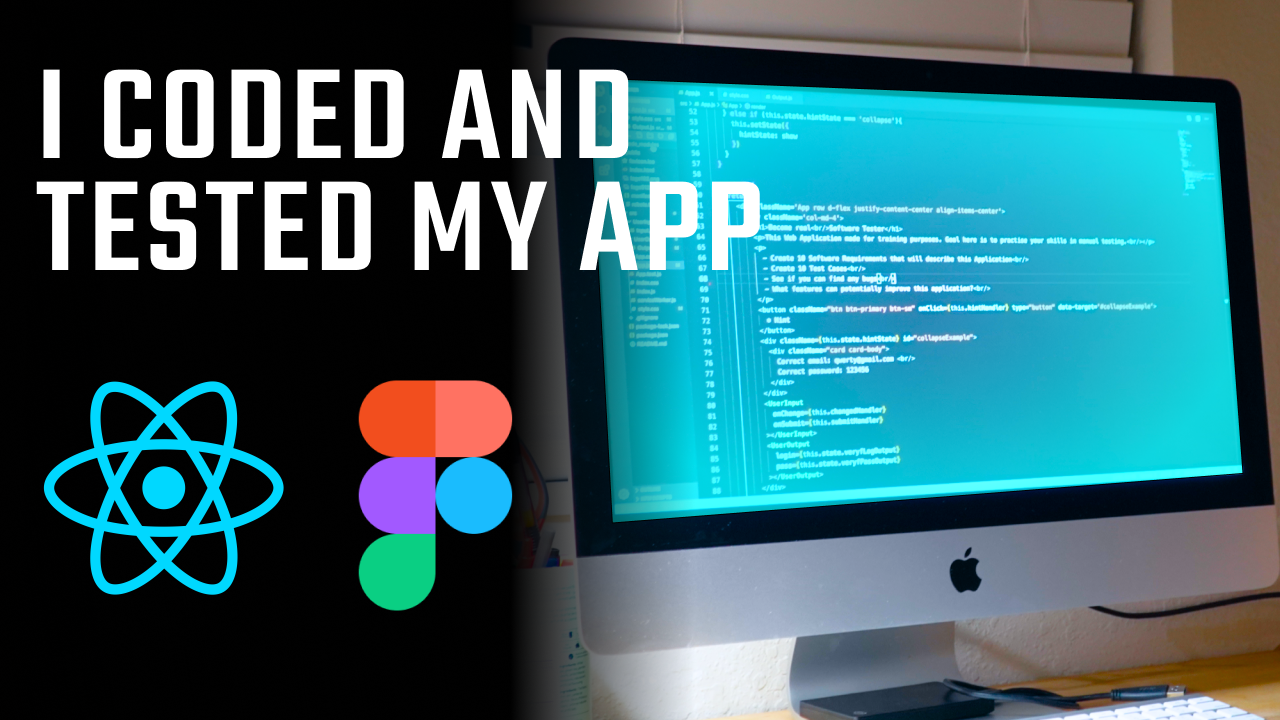 I CODED AND
TESTED MY APP
52 } else if (this.state.hintState === 'collapse'){
53 this.setState({
54 hintState: show
55 })
56 }
57 }
58
className="App row d-flex justify-content-center align-items-center">
className='col-md-4'>
<br/>Software Tester</h1>
64 <p>This Web Application made for training purposes. Goal here is to practice your skills in manual testing.<br/></p>
65 <p>
66 - Create 10 Software Requirements that will describe this Application<br/>
67 - Create 10 Test Cases<br/>
68 - See if you can find any bugs<br/>
69 - What features can potentially improve this application?<br/>
70 </p>
71 <button className="btn btn-primary btn-sm" onClick={this.hintHandler} type="button" data-target="#collapseExample">
72 Hint
73 </button>
74 <div className={this.state.hintState} id="collapseExample">
75 <div className="card card-body">
76 Correct email: qwerty@gmail.com <br/>
77 Correct password: 123456
78 </div>
79 </div>
80 <UserInput
81 onChange={this.changedHandler}
82 onSubmit={this.submitHandler}
83 ></UserInput>
84 <UserOutput
85 login={this.state.veryfLogOutput}
86 pass={this.state.veryfPassOutput}
87 ></UserOutput>
88 </div>